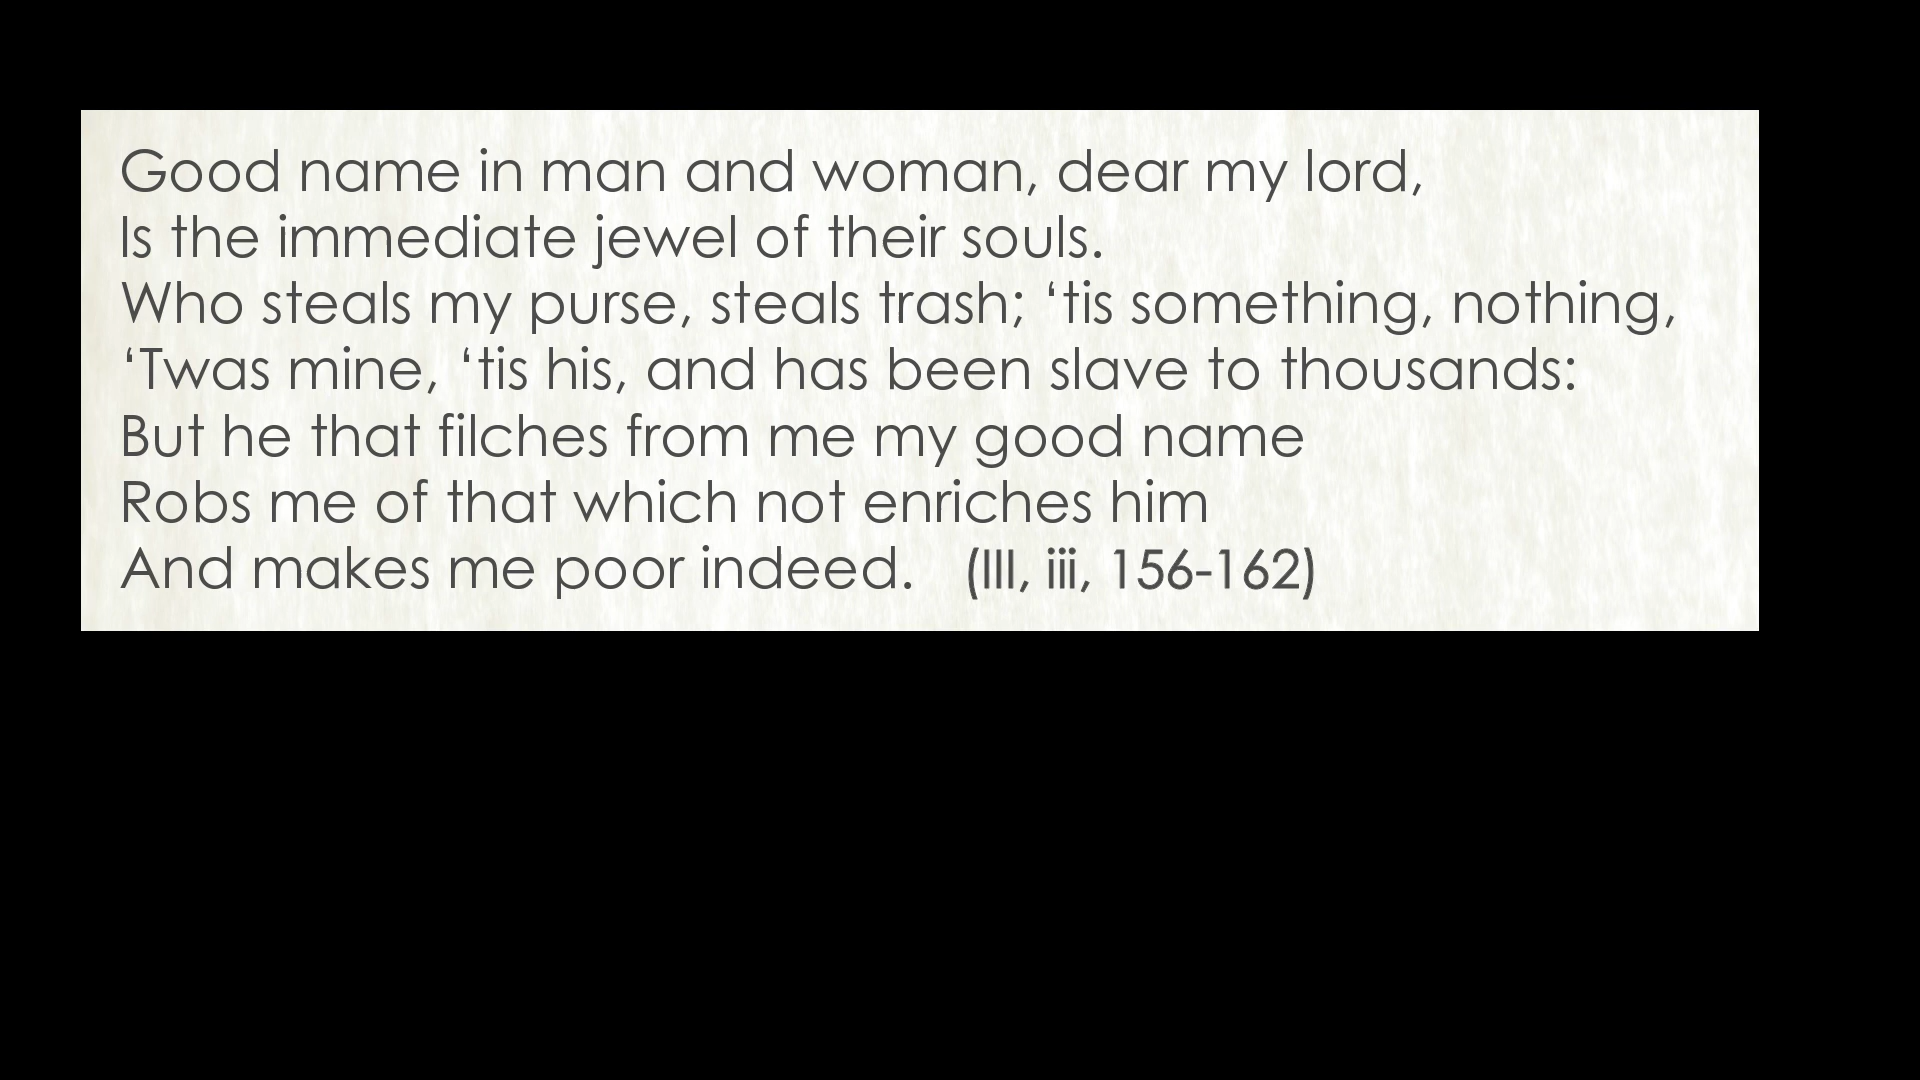 Good name in man and woman, dear my lord,
Is the immediate jewel of their souls.
Who steals my purse, steals trash; ‘tis something, nothing,
‘Twas mine, ‘tis his, and has been slave to thousands:
But he that filches from me my good name
Robs me of that which not enriches him
And makes me poor indeed. (III, iii, 156-162)